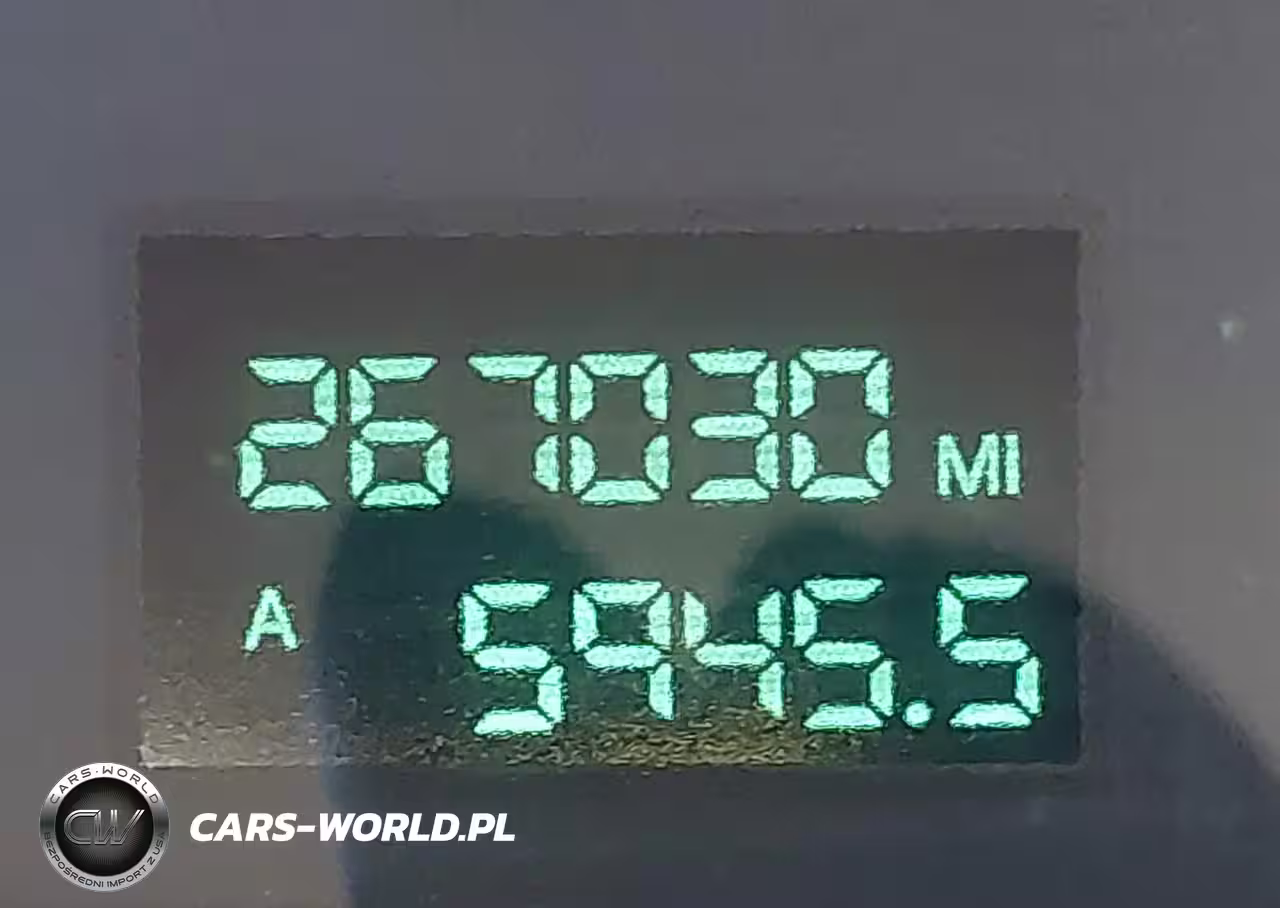 267030 MI
A 5945.5
CARS-WORLD
CW
BEZPOŚREDNI IMPORT Z USA
CARS-WORLD.PL